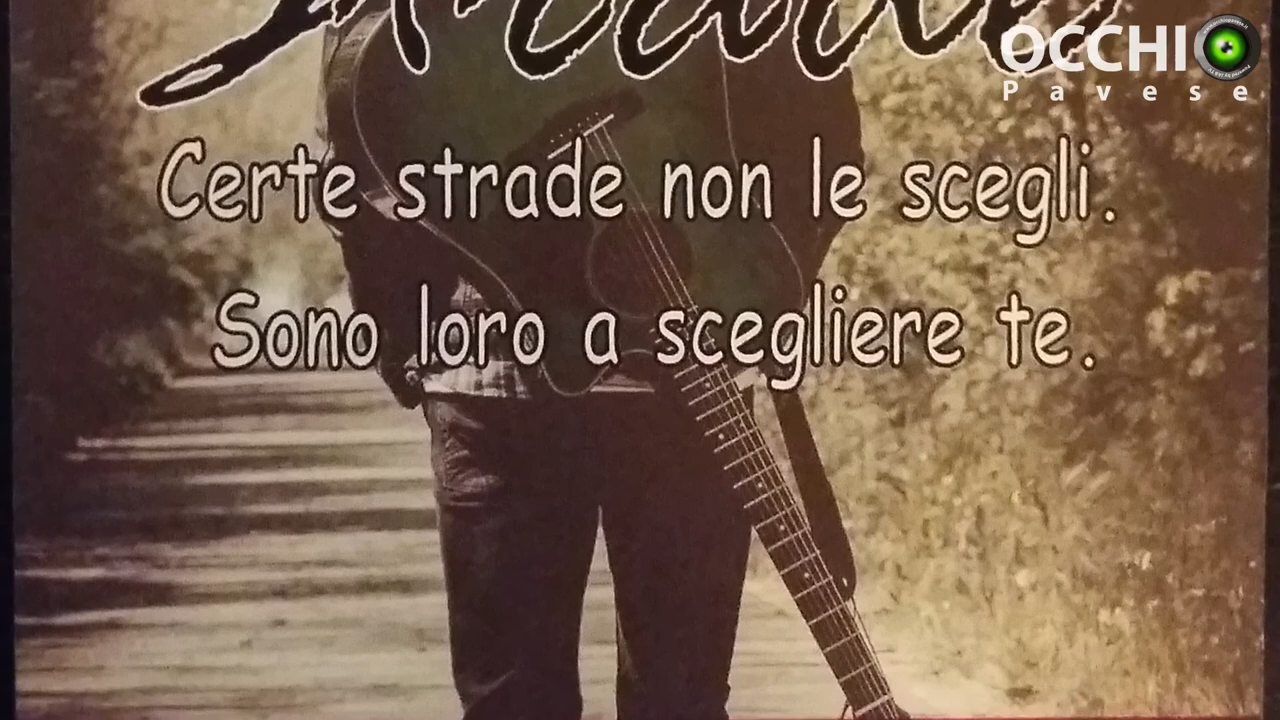 OCCHIO
Pavese
Certe strade non le scegli.
Sono loro a scegliere te.